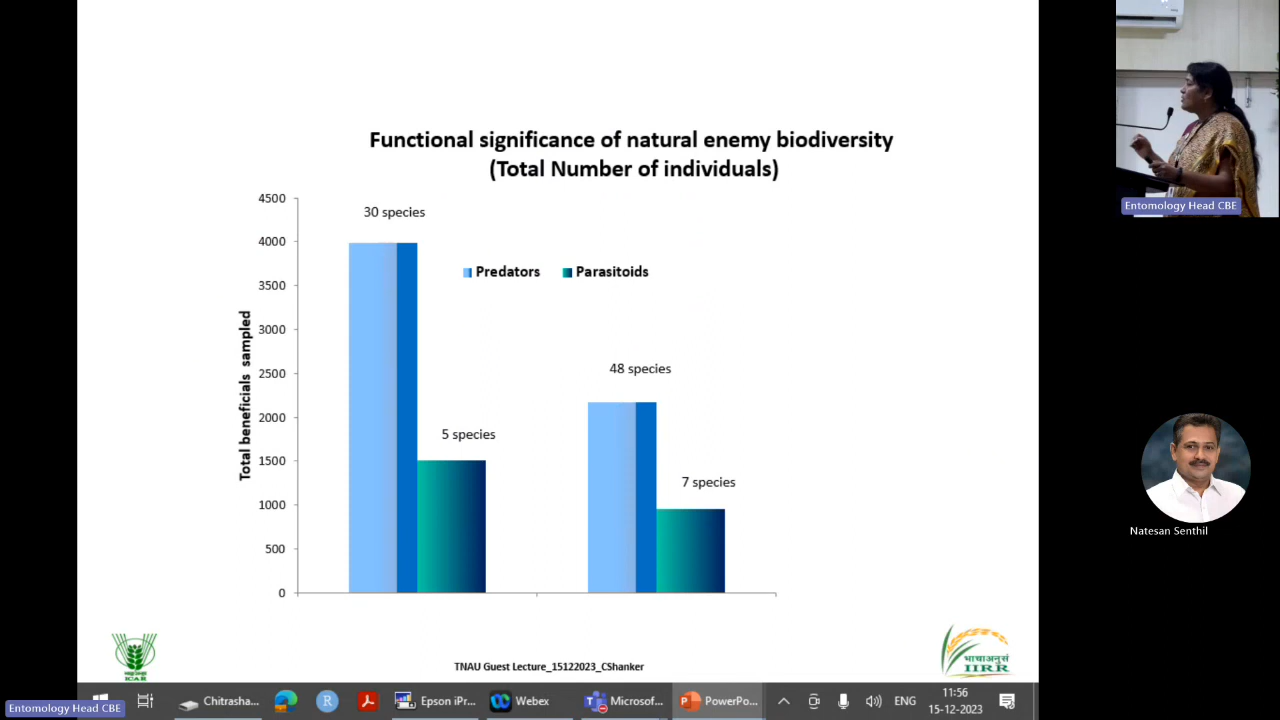 Functional significance of natural enemy biodiversity
(Total Number of individuals)
Total beneficials sampled
4500
4000
3500
3000
2500
2000
1500
1000
500
0
30 species
5 species
48 species
7 species
Predators
Parasitoids
ICAR
TNAU Guest Lecture_15122023_CShanker
IIRR
Entomology Head CBE
Natesan Senthil
Entomology Head CBE
Chitrasha...
R
Epson iPr...
Webex
Microsof...
PowerPo...
ENG
11:56
15-12-2023